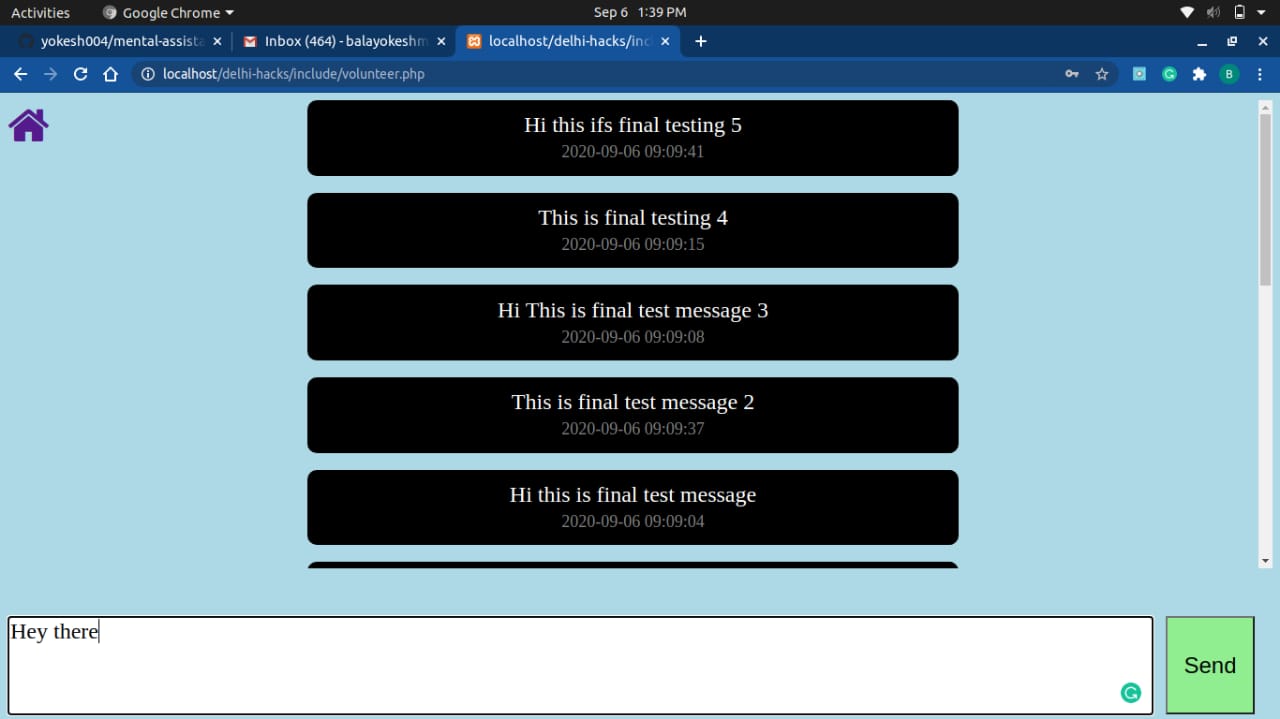 Activities Google Chrome Sep 6 1:39 PM
yokesh004/mental-assista Inbox (464) - balayokeshm localhost/delhi-hacks/inc
localhost/delhi-hacks/include/volunteer.php B
Hi this ifs final testing 5
2020-09-06 09:09:41
This is final testing 4
2020-09-06 09:09:15
Hi This is final test message 3
2020-09-06 09:09:08
This is final test message 2
2020-09-06 09:09:37
Hi this is final test message
2020-09-06 09:09:04
Hey there
Send